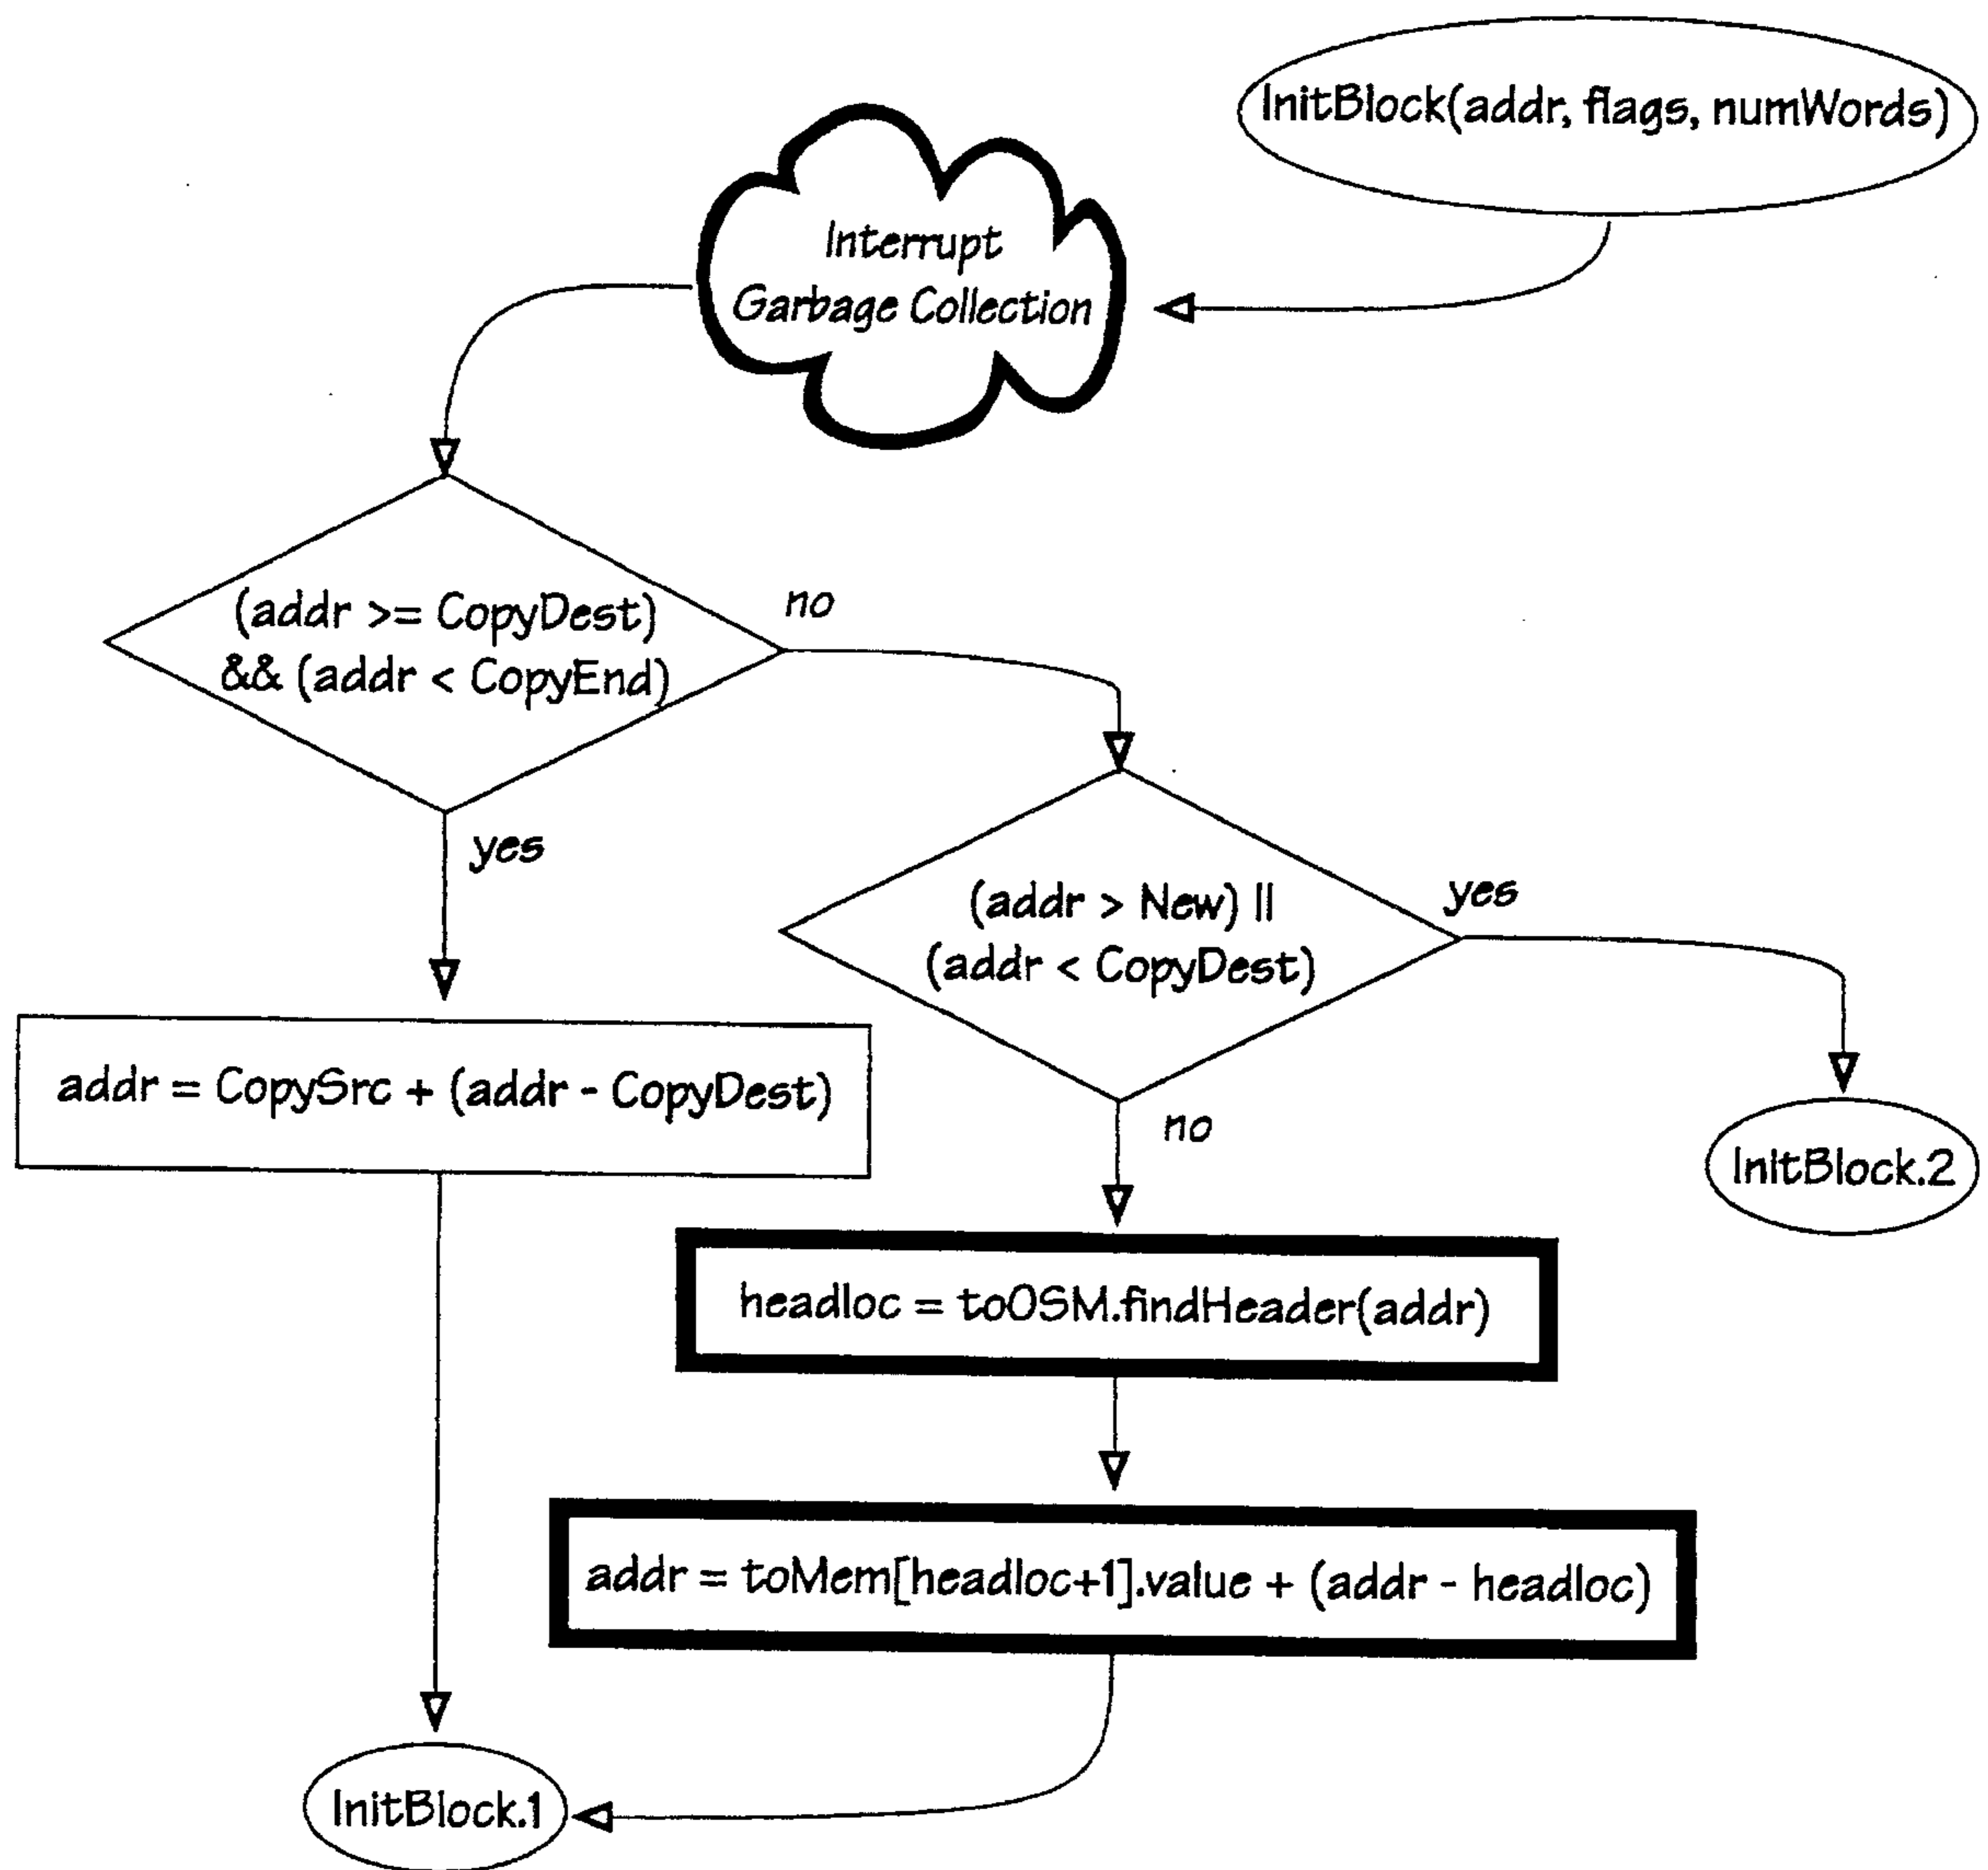 InitBlock(addr, flags, numWords)
Interrupt
Garbage Collection
(addr >= CopyDest)
&& (addr < CopyEnd)
no
yes
(addr > New) ||
(addr < CopyDest)
yes
no
addr = CopySrc + (addr - CopyDest)
InitBlock.2
headloc = toOSM.findHeader(addr)
addr = toMem[headloc+1].value + (addr - headloc)
InitBlock.1